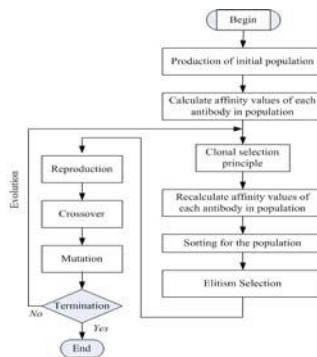 Begin
Production of initial population
Calculate affinity values of each
antibody in population
Clonal selection
principle
Recalculate affinity values of
each antibody in population
Sorting for the population
Elitism Selection
Reproduction
Crossover
Mutation
Termination
No
Yes
End
Evolution